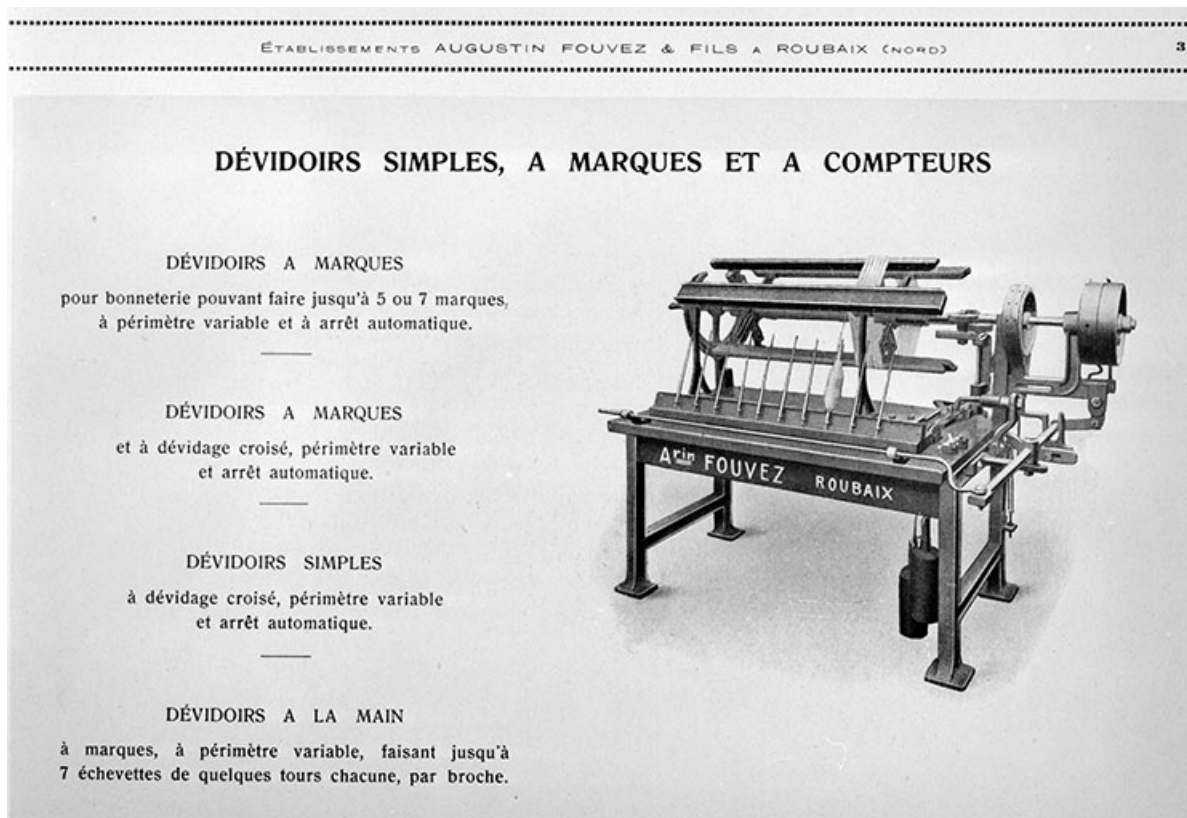 ÉTABLISSEMENTS AUGUSTIN FOUVEZ & FILS A ROUBAIX (NORD)
3
DÉVIDOIRS SIMPLES, A MARQUES ET A COMPTEURS
DÉVIDOIRS A MARQUES
pour bonneterie pouvant faire jusqu'à 5 ou 7 marques,
à périmètre variable et à arrêt automatique.
DÉVIDOIRS A MARQUES
et à dévidage croisé, périmètre variable
et arrêt automatique.
DÉVIDOIRS SIMPLES
à dévidage croisé, périmètre variable
et arrêt automatique.
DÉVIDOIRS A LA MAIN
à marques, à périmètre variable, faisant jusqu'à
7 échevettes de quelques tours chacune, par broche.
Arin FOUVEZ ROUBAIX